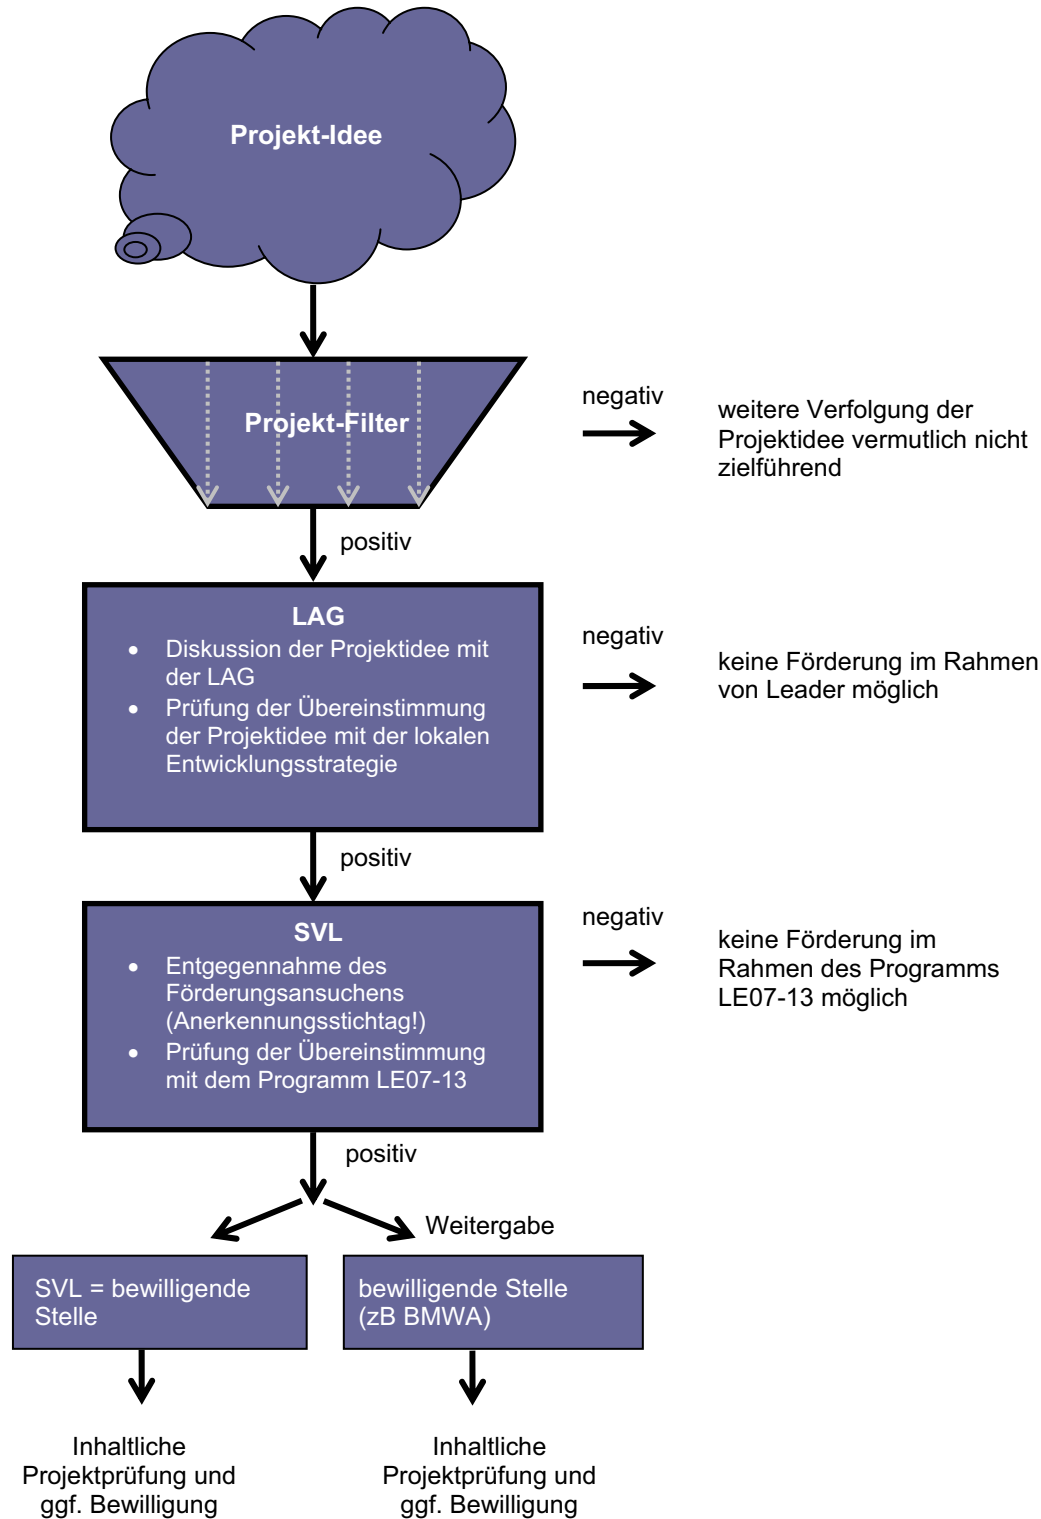 Projekt-Idee
Projekt-Filter
negativ
weitere Verfolgung der
Projektidee vermutlich nicht
zielführend
positiv
LAG
• Diskussion der Projektidee mit
der LAG
• Prüfung der Übereinstimmung
der Projektidee mit der lokalen
Entwicklungsstrategie
negativ
keine Förderung im Rahmen
von Leader möglich
positiv
SVL
• Entgegennahme des
Förderungsansuchens
(Anerkennungsstichtag!)
• Prüfung der Übereinstimmung
mit dem Programm LE07-13
negativ
keine Förderung im
Rahmen des Programms
LE07-13 möglich
positiv
Weitergabe
SVL = bewilligende
Stelle
bewilligende Stelle
(zB BMWA)
Inhaltliche
Projektprüfung und
ggf. Bewilligung
Inhaltliche
Projektprüfung und
ggf. Bewilligung